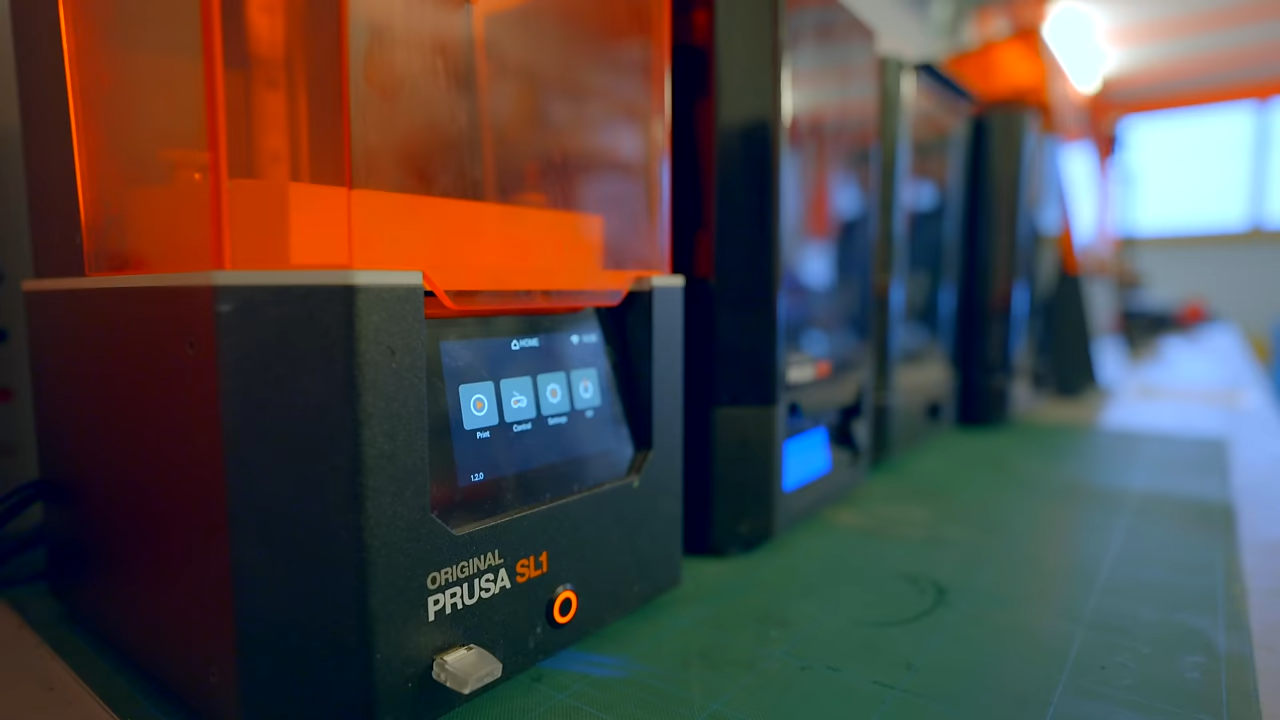 HOME
Print
Control
Settings
1.2.0
ORIGINAL
PRUSA SL1